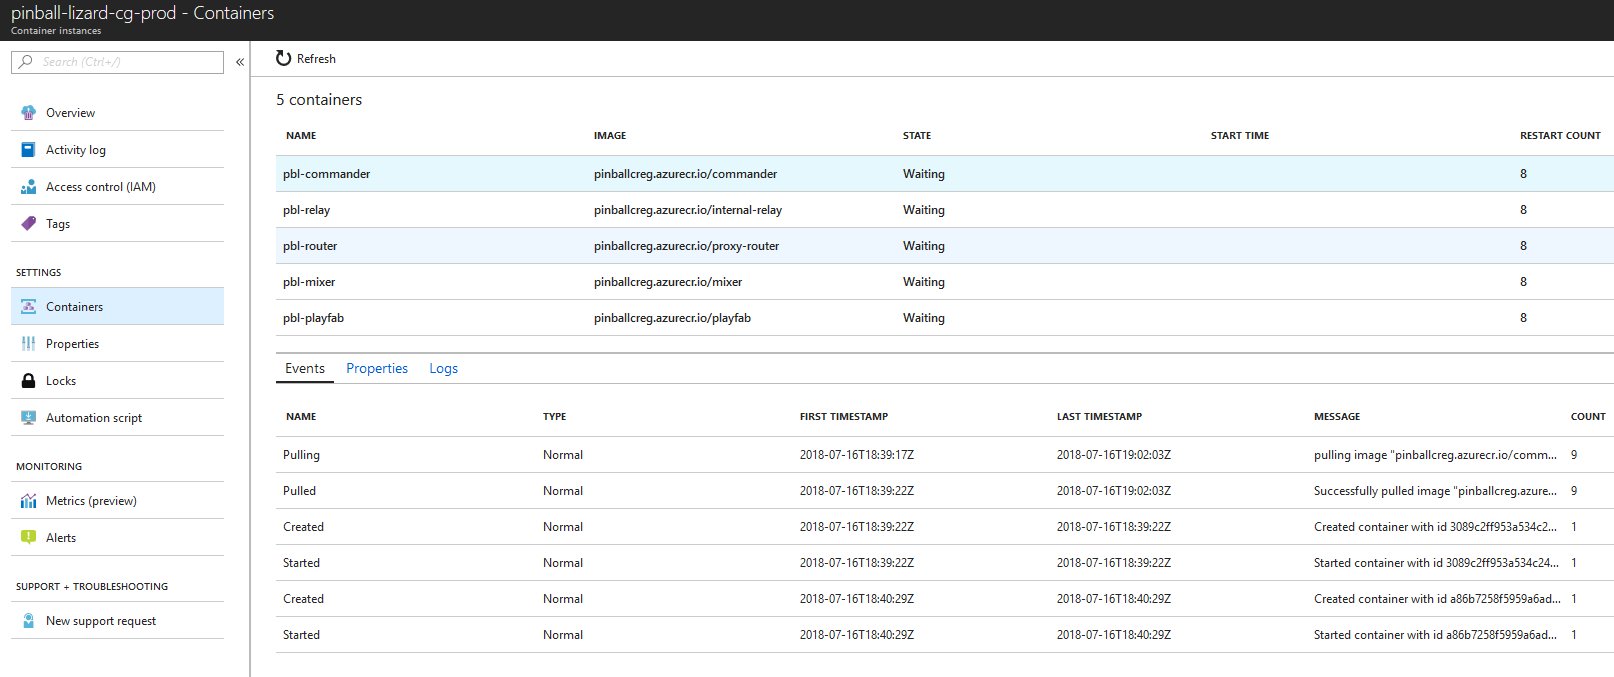 pinball-lizard-cg-prod - Containers
Container instances
Search (Ctrl+/)
«
Refresh
Overview
Activity log
Access control (IAM)
Tags
SETTINGS
Containers
Properties
Locks
Automation script
MONITORING
Metrics (preview)
Alerts
SUPPORT + TROUBLESHOOTING
New support request
5 containers
NAME IMAGE STATE START TIME RESTART COUNT
pbl-commander pinballcreg.azurecr.io/commander Waiting 8
pbl-relay pinballcreg.azurecr.io/internal-relay Waiting 8
pbl-router pinballcreg.azurecr.io/proxy-router Waiting 8
pbl-mixer pinballcreg.azurecr.io/mixer Waiting 8
pbl-playfab pinballcreg.azurecr.io/playfab Waiting 8
Events Properties Logs
NAME TYPE FIRST TIMESTAMP LAST TIMESTAMP MESSAGE COUNT
Pulling Normal 2018-07-16T18:39:17Z 2018-07-16T19:02:03Z pulling image "pinballcreg.azurecr.io/comm... 9
Pulled Normal 2018-07-16T18:39:22Z 2018-07-16T19:02:03Z Successfully pulled image "pinballcreg.azure... 9
Created Normal 2018-07-16T18:39:22Z 2018-07-16T18:39:22Z Created container with id 3089c2ff953a534c2... 1
Started Normal 2018-07-16T18:39:22Z 2018-07-16T18:39:22Z Started container with id 3089c2ff953a534c24... 1
Created Normal 2018-07-16T18:40:29Z 2018-07-16T18:40:29Z Created container with id a86b7258f5959a6ad... 1
Started Normal 2018-07-16T18:40:29Z 2018-07-16T18:40:29Z Started container with id a86b7258f5959a6ad... 1